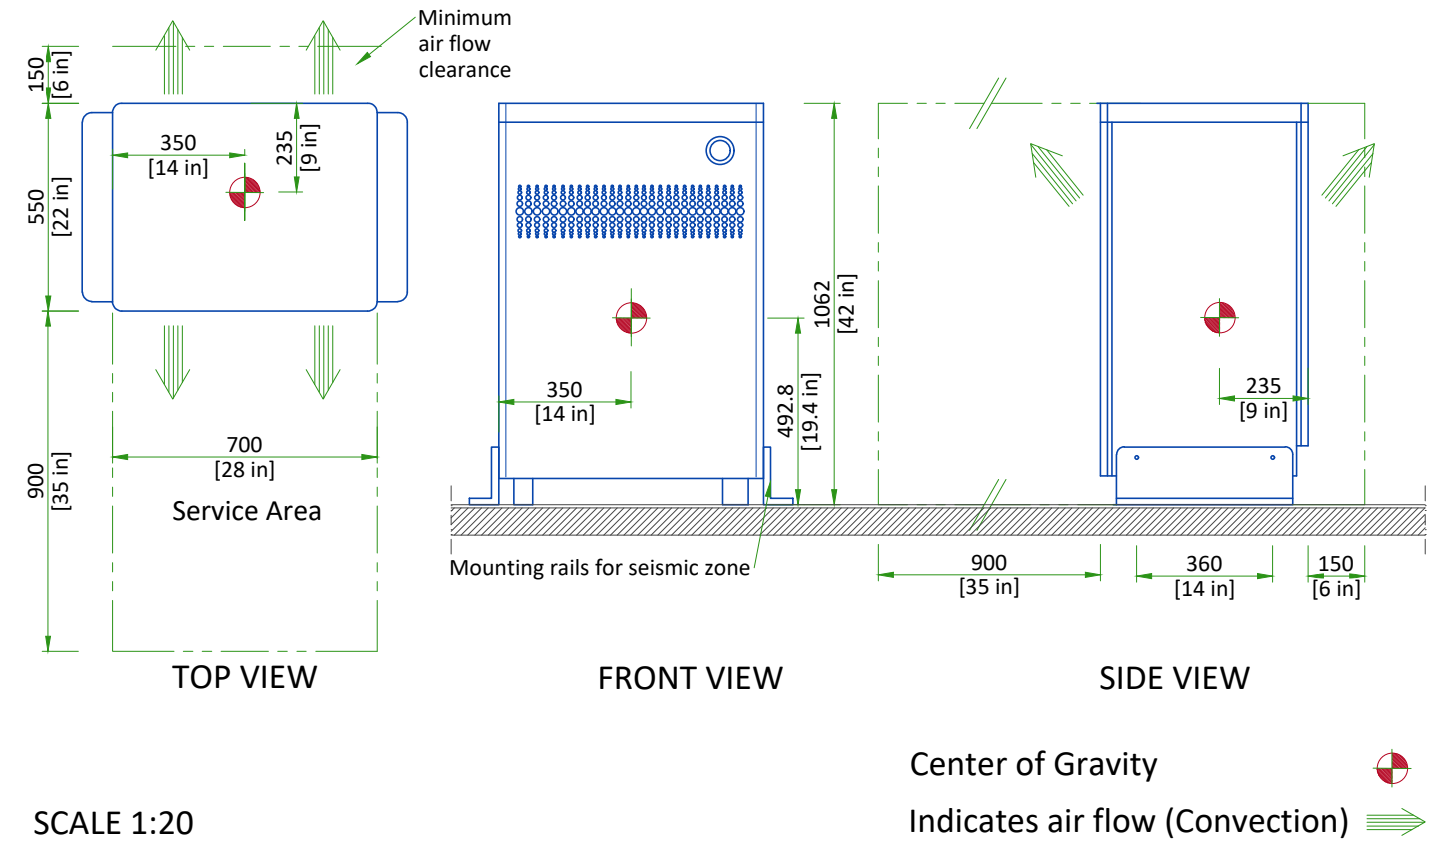 Minimum
air flow
clearance
150
[6 in]
350
[14 in]
235
[9 in]
550
[22 in]
900
[35 in]
700
[28 in]
Service Area
TOP VIEW
350
[14 in]
492.8
[19.4 in]
1062
[42 in]
Mounting rails for seismic zone
FRONT VIEW
235
[9 in]
900
[35 in]
360
[14 in]
150
[6 in]
SIDE VIEW
Center of Gravity
Indicates air flow (Convection)
SCALE 1:20